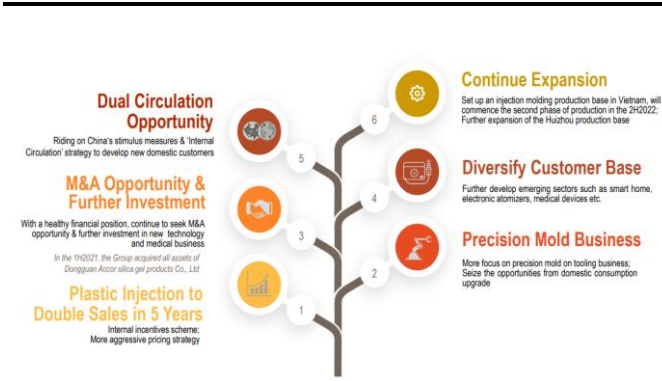 Dual Circulation
Opportunity
Riding on China's stimulus measures & 'Internal
Circulation' strategy to develop new domestic customers
5
M&A Opportunity &
Further Investment
With a healthy financial position, continue to seek M&A
opportunity & further investment in new technology
and medical business
In the 1H2021, the Group acquired all assets of
Dongguan Accor silica gel products Co., Ltd
3
Plastic Injection to
Double Sales in 5 Years
Internal incentives scheme;
More aggressive pricing strategy
1
6
Continue Expansion
Set up an injection molding production base in Vietnam, will
commence the second phase of production in the 2H2022;
Further expansion of the Huizhou production base
4
Diversify Customer Base
Further develop emerging sectors such as smart home,
electronic atomizers, medical devices etc.
2
Precision Mold Business
More focus on precision mold on tooling business;
Seize the opportunities from domestic consumption
upgrade